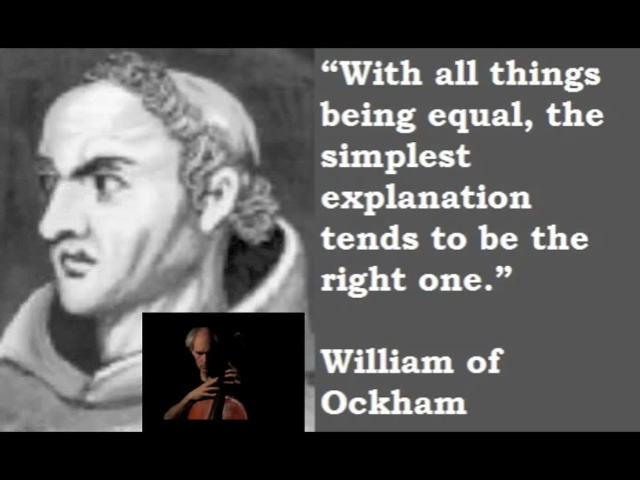 “With all things
being equal, the
simplest
explanation
tends to be the
right one.”
William of
Ockham